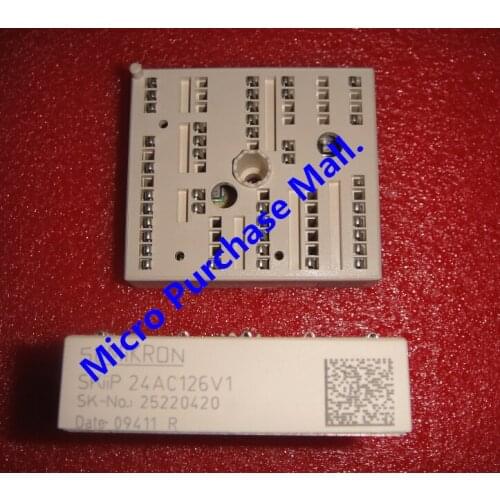 Micro Purchase Mall.
SEMIKRON
SKiiP 24AC126V1
SK-No.: 25220420
Date: 09411 R